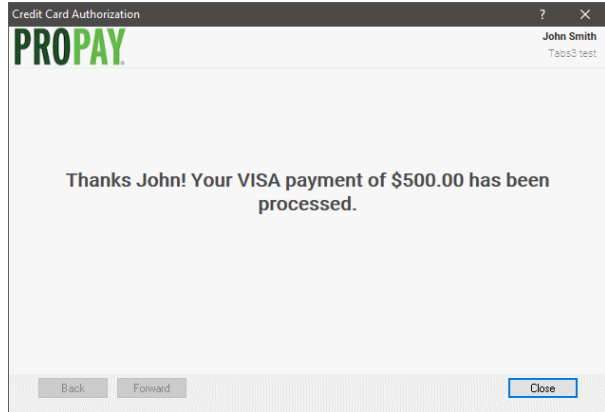 Credit Card Authorization
?
PROPAY.
John Smith
Tabs3 test
Thanks John! Your VISA payment of $500.00 has been
processed.
Back
Forward
Close